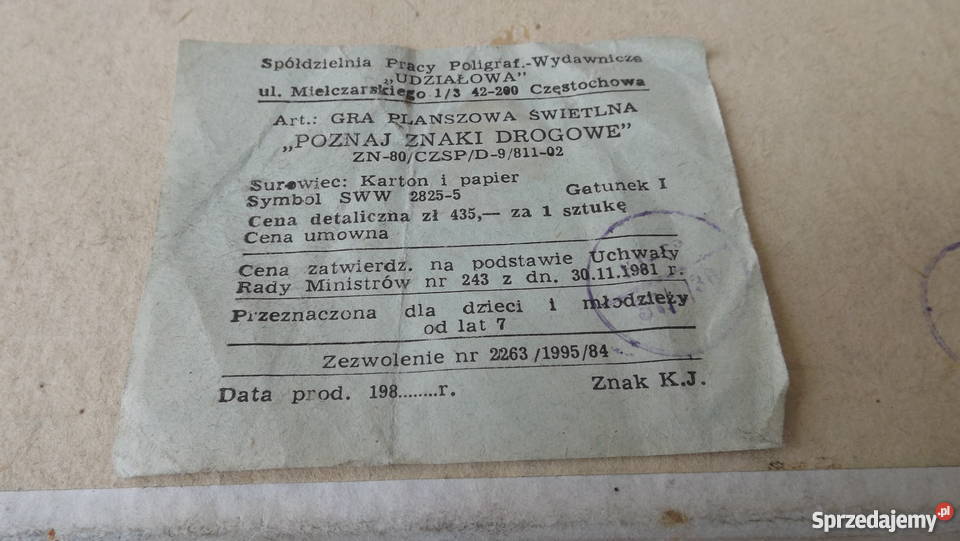 Spółdzielnia Pracy Poligraf.-Wydawnicza
„UDZIAŁOWA”
ul. Mielczarskiego 1/3 42-200 Częstochowa
Art.: GRA PLANSZOWA ŚWIETLNA
„POZNAJ ZNAKI DROGOWE”
ZN-80/CZSP/D-9/811-02
Surowiec: Karton i papier
Symbol SWW 2825-5 Gatunek I
Cena detaliczna zł 435,— za 1 sztukę
Cena umowna
Cena zatwierdz. na podstawie Uchwały
Rady Ministrów nr 243 z dn. 30.11.1981 r.
Przeznaczona dla dzieci i młodzieży
od lat 7
Zezwolenie nr 2263/1995/84
Data prod. 198........r. Znak K.J.
Sprzedajemy.pl